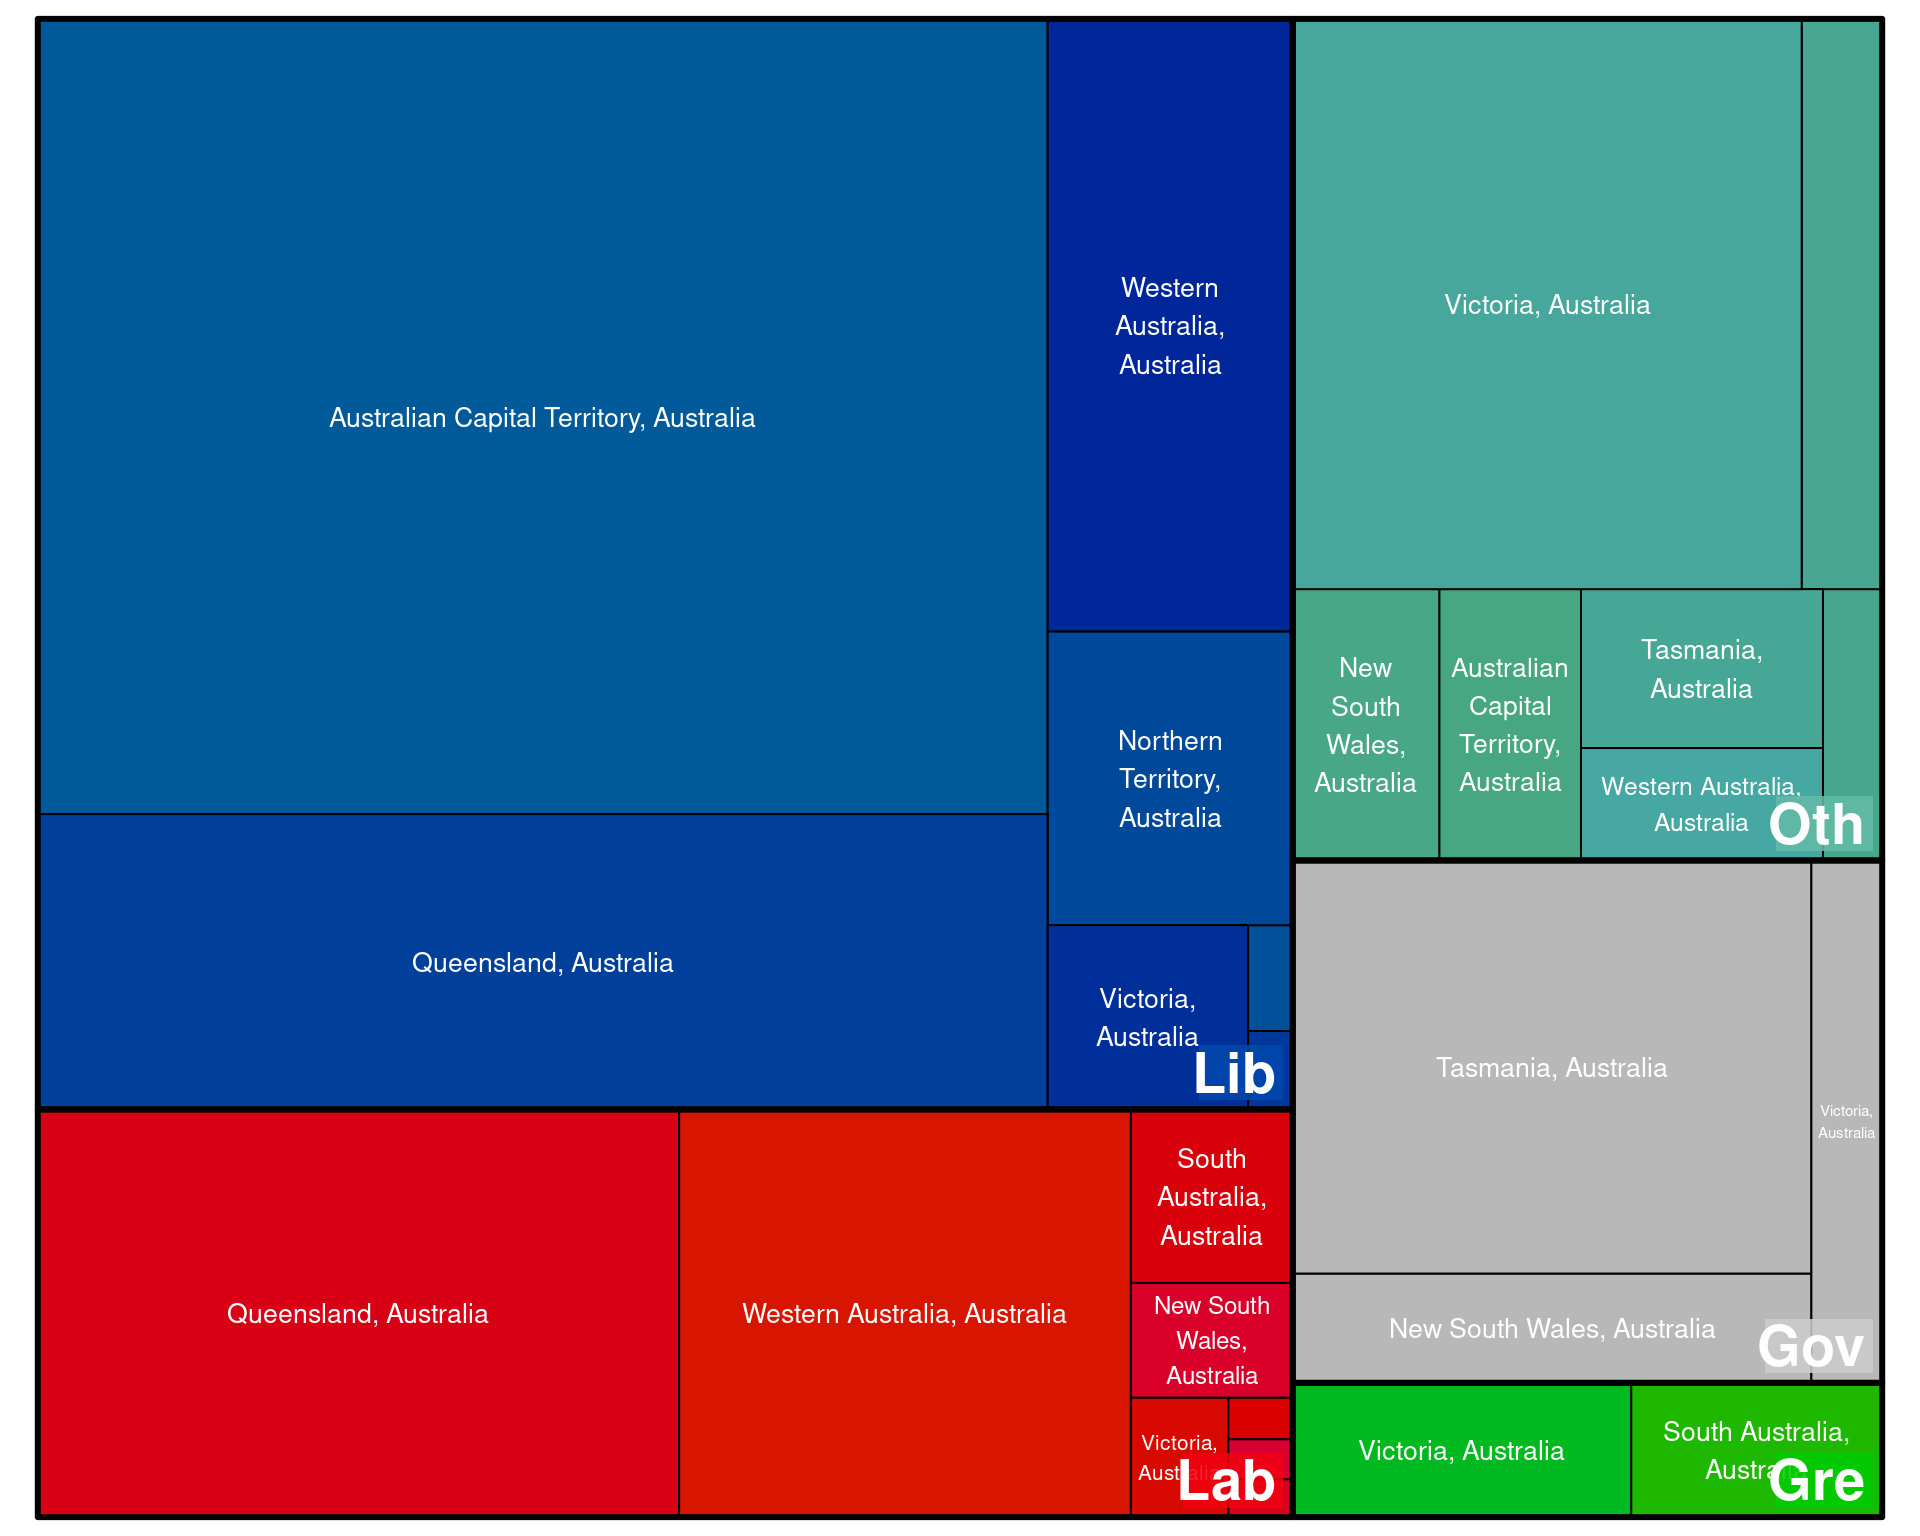 Australian Capital Territory, Australia
Western
Australia,
Australia
Northern
Territory,
Australia
Queensland, Australia
Victoria,
Australia
Lib
Victoria, Australia
New
South
Wales,
Australia
Australian
Capital
Territory,
Australia
Tasmania,
Australia
Western Australia,
Australia
Oth
Tasmania, Australia
Victoria,
Australia
New South Wales, Australia
Gov
Queensland, Australia
Western Australia, Australia
South
Australia,
Australia
New South
Wales,
Australia
Victoria,
Australia
Lab
Victoria, Australia
South Australia,
Australia
Gre